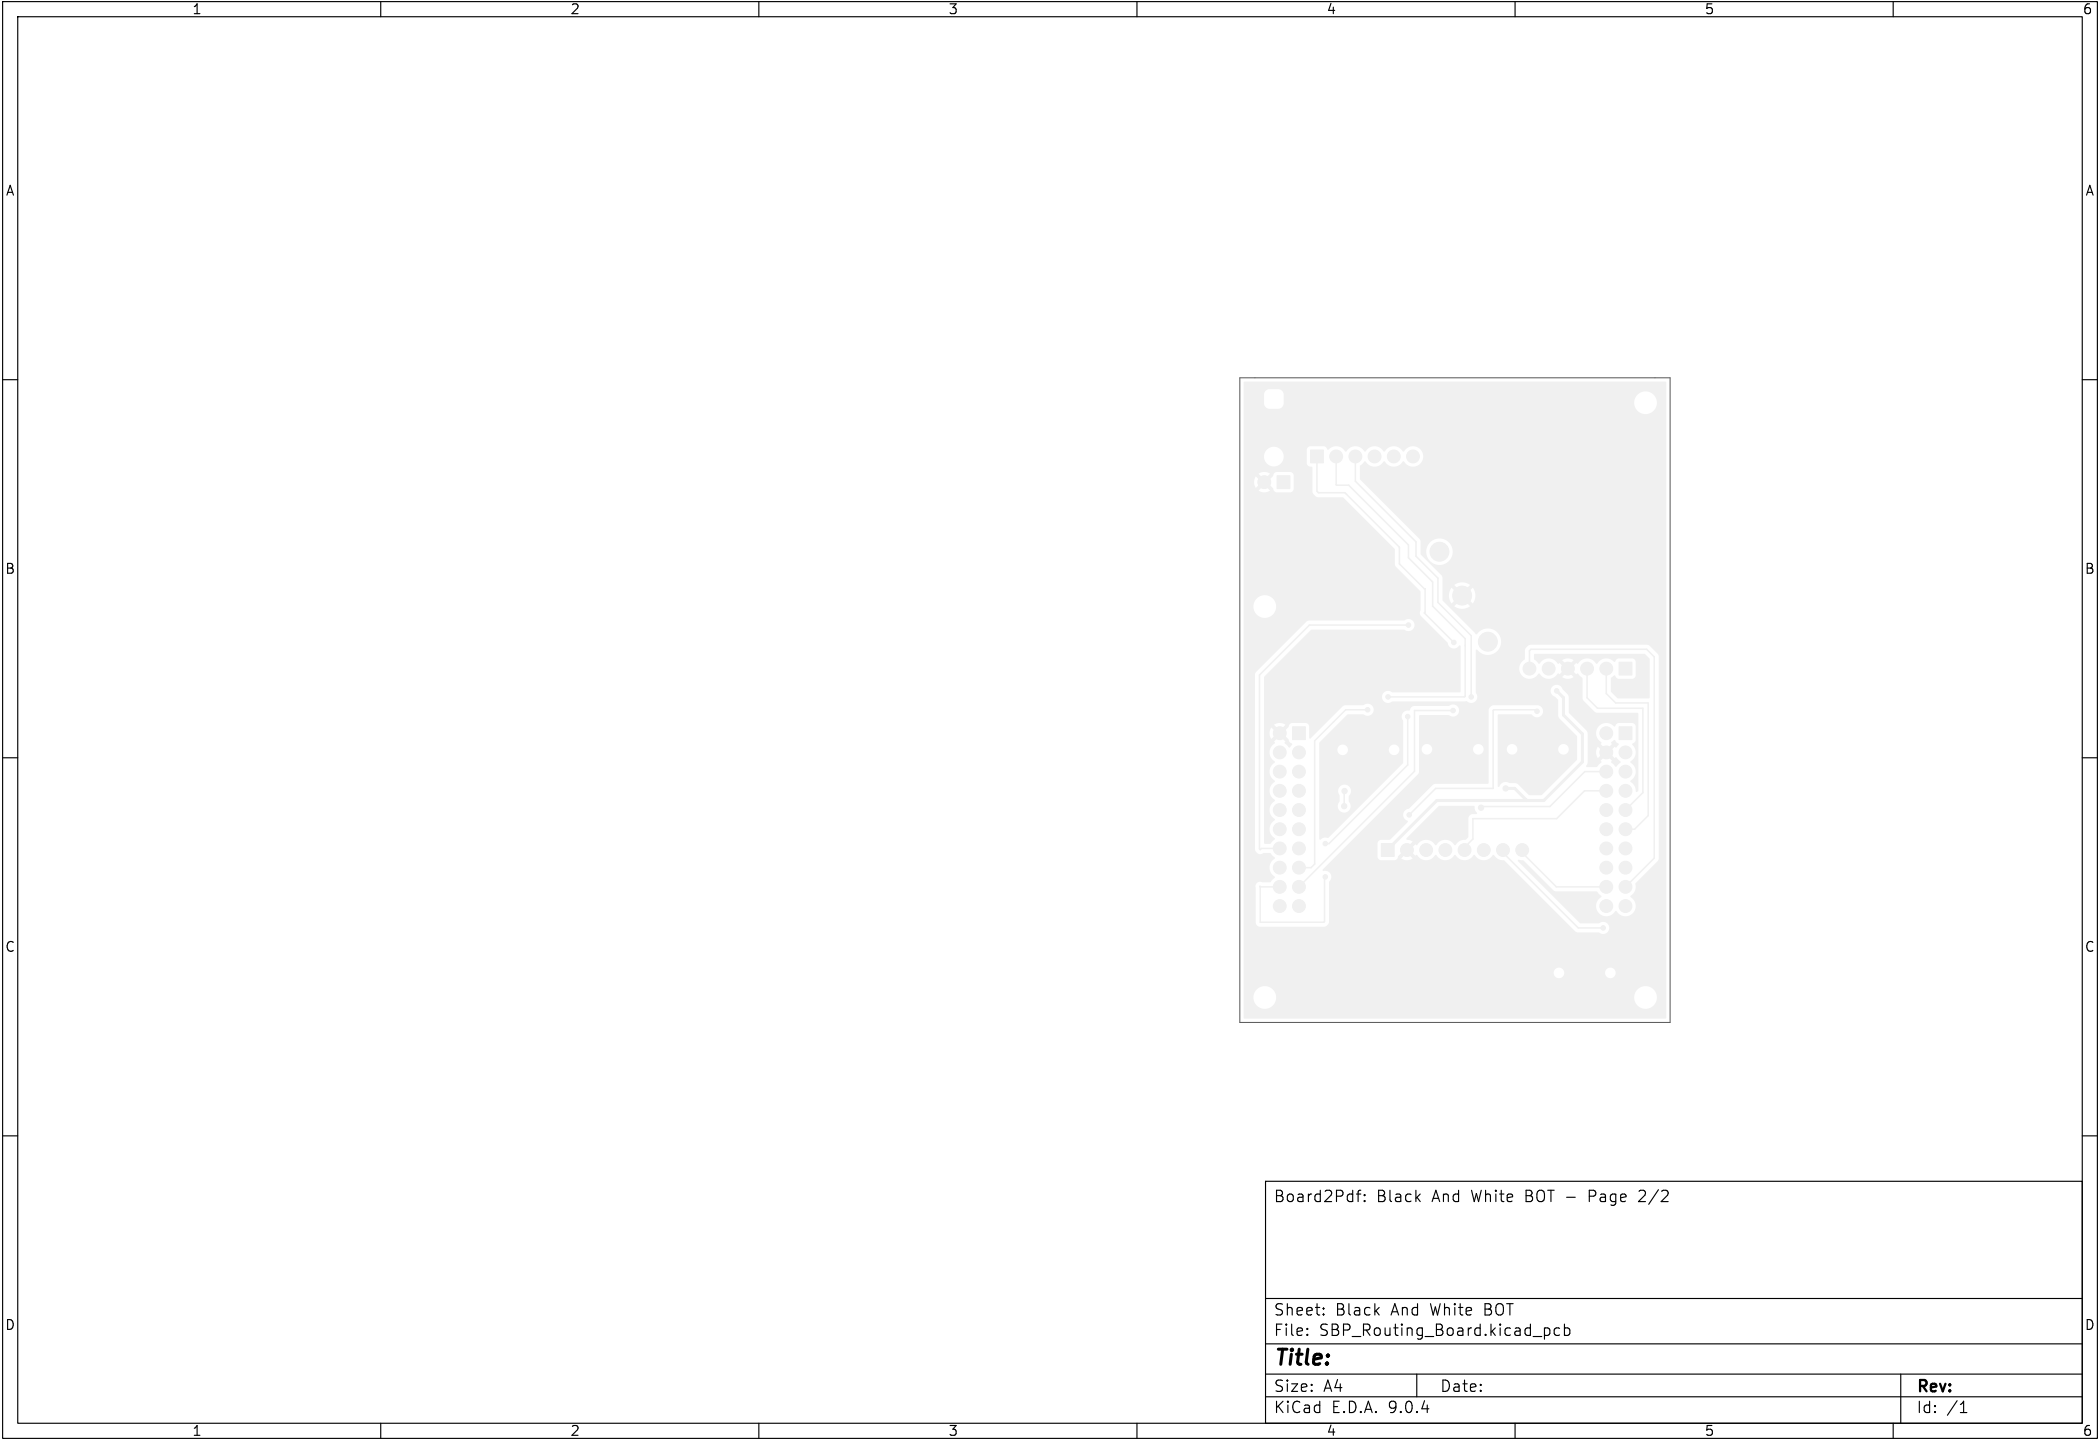 1 2 3 4 5 6
A A
B B
C C
Board2Pdf: Black And White BOT - Page 2/2
Sheet: Black And White BOT
File: SBP_Routing_Board.kicad_pcb
D D
Title:
Size: A4 Date: Rev:
KiCad E.D.A. 9.0.4 Id: /1
1 2 3 4 5 6